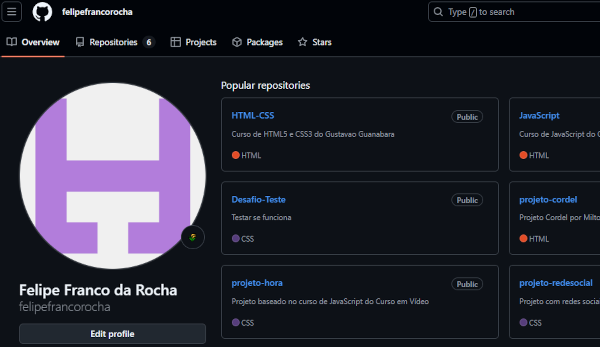 felipefrancorocha
Type / to search
Overview
Repositories 6
Projects
Packages
Stars
Popular repositories
HTML-CSS
Public
Curso de HTML5 e CSS3 do Gustavao Guanabara
HTML
JavaScript
Curso de JavaScript do C
HTML
Desafio-Teste
Public
Testar se funciona
CSS
projeto-cordel
Projeto Cordel por Milto
HTML
projeto-hora
Public
Projeto baseado no curso de JavaScript do Curso em Vídeo
CSS
projeto-redesocial
Projeto com redes socia
CSS
Felipe Franco da Rocha
felipefrancorocha
Edit profile